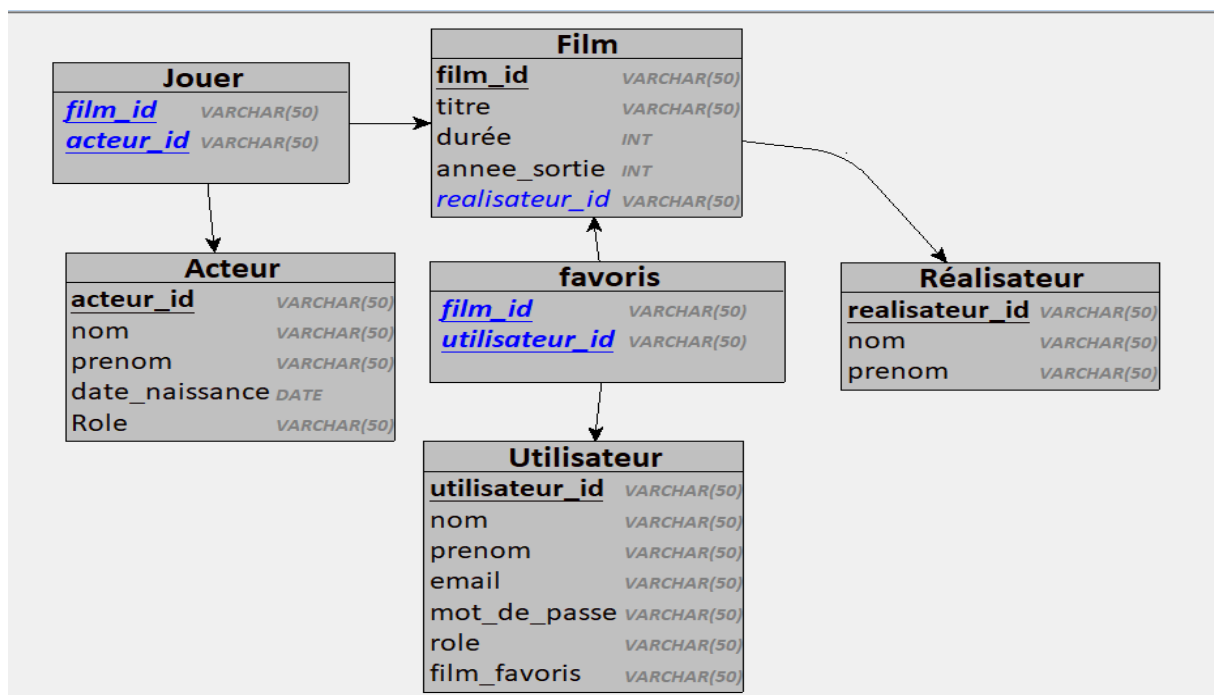 Jouer
film_id VARCHAR(50)
acteur_id VARCHAR(50)
Film
film_id VARCHAR(50)
titre VARCHAR(50)
durée INT
annee_sortie INT
realisateur_id VARCHAR(50)
Acteur
acteur_id VARCHAR(50)
nom VARCHAR(50)
prenom VARCHAR(50)
date_naissance DATE
Role VARCHAR(50)
favoris
film_id VARCHAR(50)
utilisateur_id VARCHAR(50)
Réalisateur
realisateur_id VARCHAR(50)
nom VARCHAR(50)
prenom VARCHAR(50)
Utilisateur
utilisateur_id VARCHAR(50)
nom VARCHAR(50)
prenom VARCHAR(50)
email VARCHAR(50)
mot_de_passe VARCHAR(50)
role VARCHAR(50)
film_favoris VARCHAR(50)